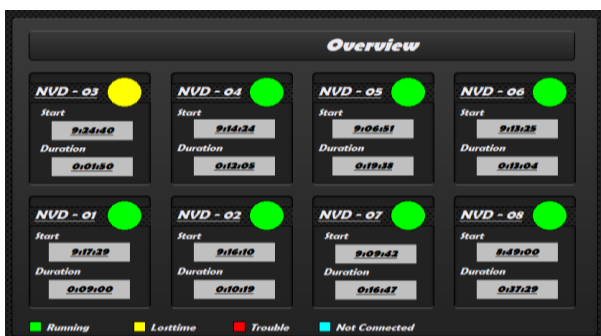 Overview
NVD - 03
Start
9:24:40
Duration
0:01:50
NVD - 04
Start
9:14:24
Duration
0:12:05
NVD - 05
Start
9:06:51
Duration
0:19:38
NVD - 06
Start
9:13:25
Duration
0:13:04
NVD - 01
Start
9:17:29
Duration
0:09:00
NVD - 02
Start
9:16:10
Duration
0:10:19
NVD - 07
Start
9:09:42
Duration
0:16:47
NVD - 08
Start
8:49:00
Duration
0:37:29
Running Losttime Trouble Not Connected